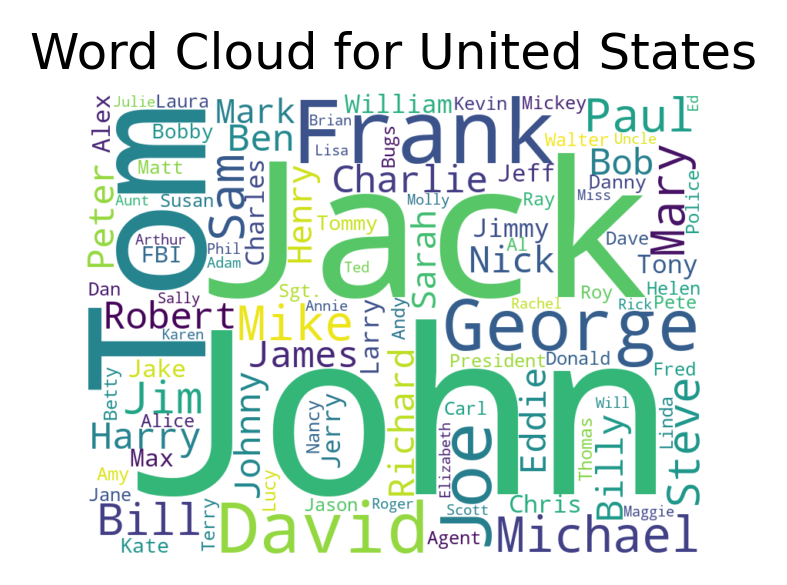 Word Cloud for United States
Julie
Laura
Alex
Mark
Frank
William
Kevin
Mickey
Paul
Ed
Tom
Bobby
Ben
Brian
Lisa
Bugs
Walter
Uncle
Bob
Mary
Police
Matt
Sam
Charles
Henry
Charlie
Jeff
Danny
Miss
Peter
Aunt
Susan
Jack
Molly
Ray
Arthur
FBI
Phil
Adam
Tommy
Sarah
Jimmy
Al
Nick
Dave
Tony
Ted
Dan
Sally
Sgt.
Annie
Andy
Rachel
Roy
Rick
Helen
Pete
Robert
Karen
Mike
Larry
George
James
President
Donald
Fred
Betty
Jake
Jim
John
Richard
Carl
Eddie
Will
Linda
Steve
Alice
Harry
Johnny
Nancy
Jerry
Elizabeth
Joe
Thomas
Billy
Max
Amy
Lucy
Jane
Jason
Roger
Scott
Chris
Maggie
Bill
Terry
David
Agent
Michael
Kate